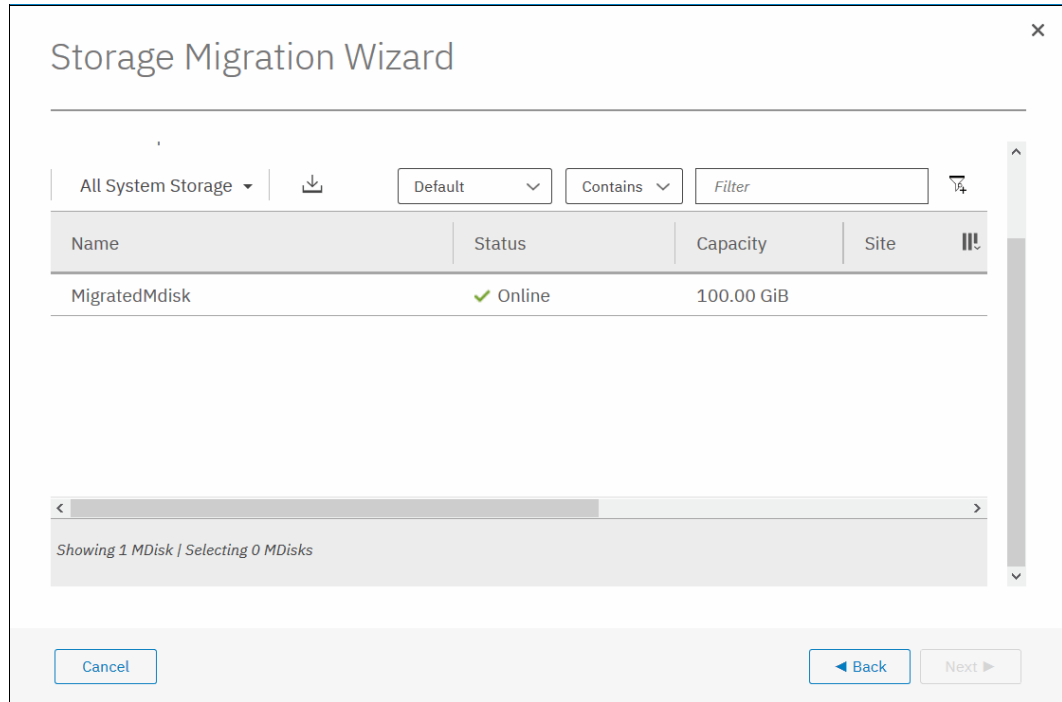 Storage Migration Wizard
All System Storage
Default
Contains
Filter
Name Status Capacity Site
MigratedMdisk Online 100.00 GiB
Showing 1 MDisk | Selecting 0 MDisks
Cancel Back Next